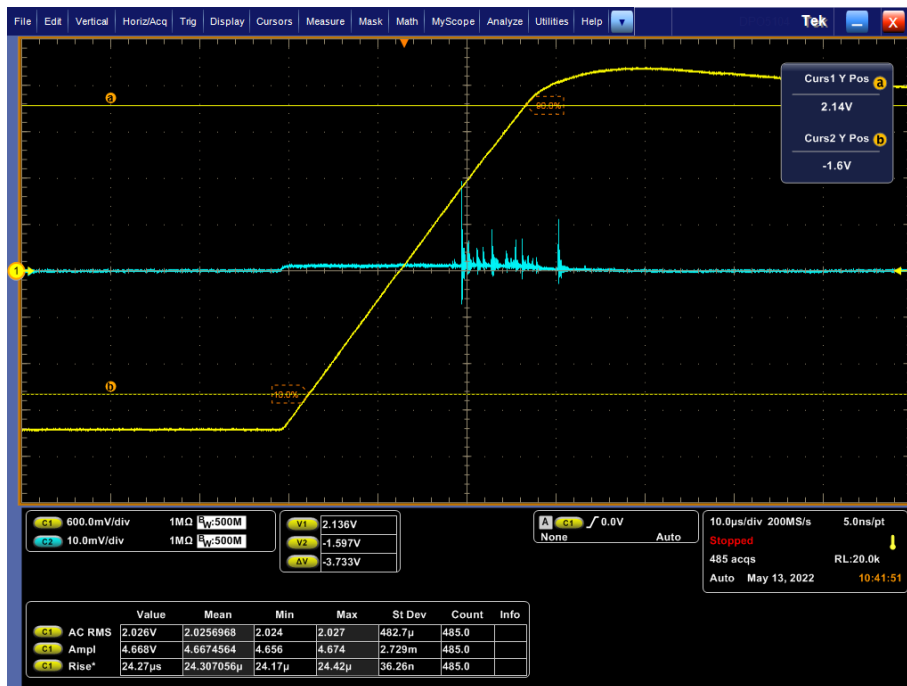 File Edit Vertical Horiz/Acq Trig Display Cursors Measure Mask Math MyScope Analyze Utilities Help Tek X
Curs1 Y Pos a
2.14V
Curs2 Y Pos b
-1.6V
a
90.0%
1
b
10.0%
C1 600.0mV/div 1MΩ BW:500M
C2 10.0mV/div 1MΩ BW:500M
V1 2.136V
V2 -1.597V
ΔV -3.733V
A C1 0.0V
None Auto
10.0µs/div 200MS/s 5.0ns/pt
Stopped
485 acqs RL:20.0k
Auto May 13, 2022 10:41:51
Value Mean Min Max St Dev Count Info
C1 AC RMS 2.026V 2.0256968 2.024 2.027 482.7µ 485.0
C1 Ampl 4.668V 4.6674564 4.656 4.674 2.729m 485.0
C1 Rise* 24.27µs 24.307056µ 24.17µ 24.42µ 36.26n 485.0